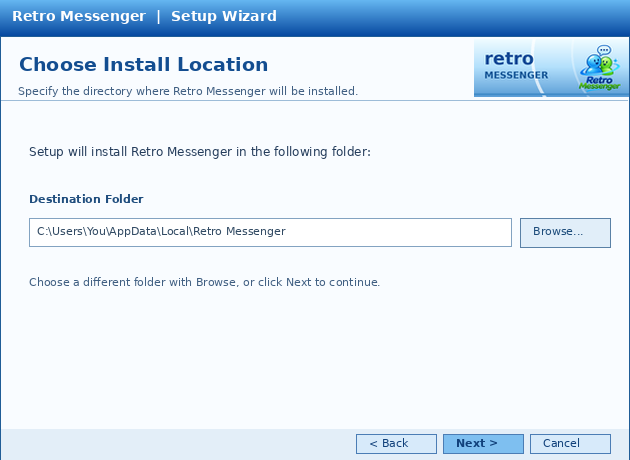 Retro Messenger | Setup Wizard
Choose Install Location
Specify the directory where Retro Messenger will be installed.
retro
MESSENGER
Retro
Messenger
Setup will install Retro Messenger in the following folder:
Destination Folder
C:\Users\You\AppData\Local\Retro Messenger
Browse...
Choose a different folder with Browse, or click Next to continue.
< Back
Next >
Cancel